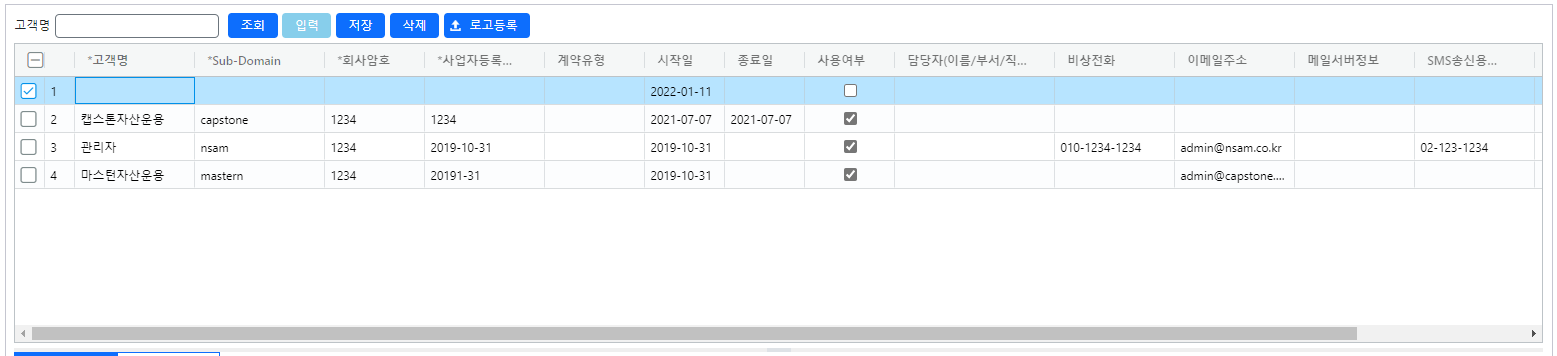 고객명 조회 입력 저장 삭제 로고등록
*고객명 *Sub-Domain *회사암호 *사업자등록... 계약유형 시작일 종료일 사용여부 담당자(이름/부서/직... 비상전화 이메일주소 메일서버정보 SMS송신용...
1 2022-01-11
2 캡스톤자산운용 capstone 1234 1234 2021-07-07 2021-07-07
3 관리자 nsam 1234 2019-10-31 2019-10-31 010-1234-1234 admin@nsam.co.kr 02-123-1234
4 마스턴자산운용 mastern 1234 20191-31 2019-10-31 admin@capstone....